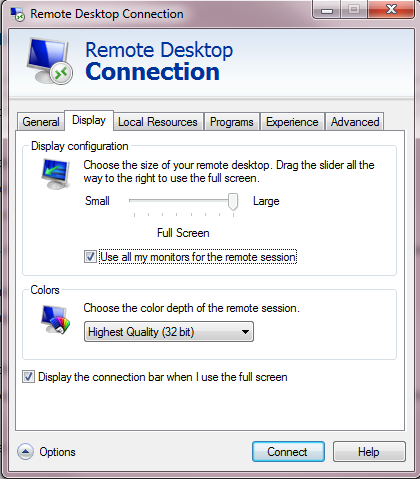 Remote Desktop Connection
Remote Desktop
Connection
General Display Local Resources Programs Experience Advanced
Display configuration
Choose the size of your remote desktop. Drag the slider all the
way to the right to use the full screen.
Small Large
Full Screen
Use all my monitors for the remote session
Colors
Choose the color depth of the remote session.
Highest Quality (32 bit)
Display the connection bar when I use the full screen
Options Connect Help